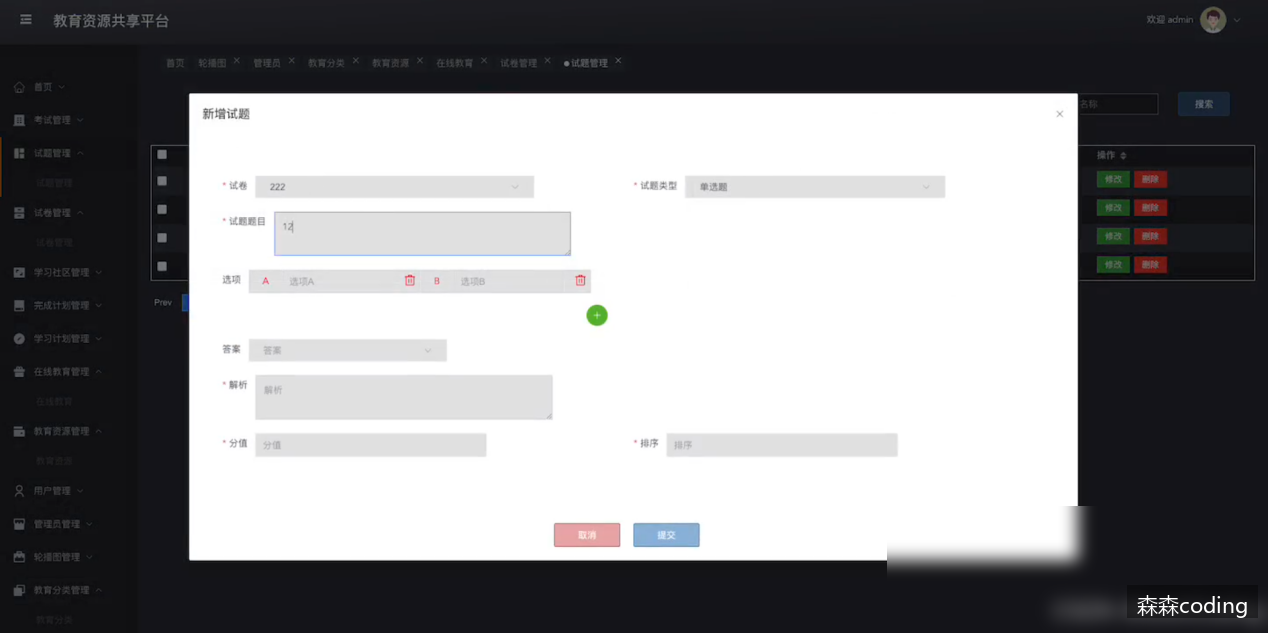 教育资源共享平台
欢迎 admin
首页 轮播图 管理员 教育分类 教育资源 在线教育 试卷管理 试题管理
首页
考试管理
试题管理
试题管理
试卷管理
试卷管理
学习社区管理
完成计划管理
学习计划管理
在线教育管理
在线教育
教育资源管理
教育资源
用户管理
管理员管理
轮播图管理
教育分类管理
教育分类
名称
搜索
操作
修改 删除
修改 删除
修改 删除
修改 删除
Prev
新增试题
* 试卷 222
* 试题类型 单选题
* 试题题目 12
选项 A 选项A B 选项B
答案 答案
* 解析 解析
* 分值 分值
* 排序 排序
取消 提交
森森coding